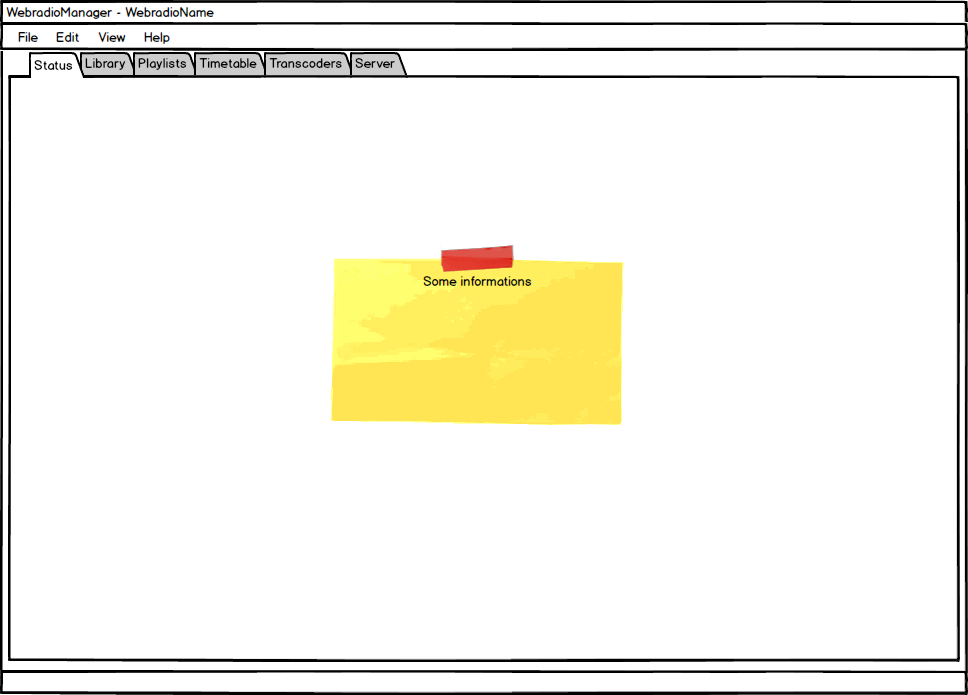 WebradioManager - WebradioName
File Edit View Help
Status Library Playlists Timetable Transcoders Server
Some informations